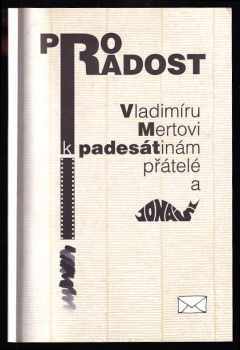 PRO
RADOST
Vladimíru
Mertovi
k padesátinám
přátelé
a
JONÁŠ